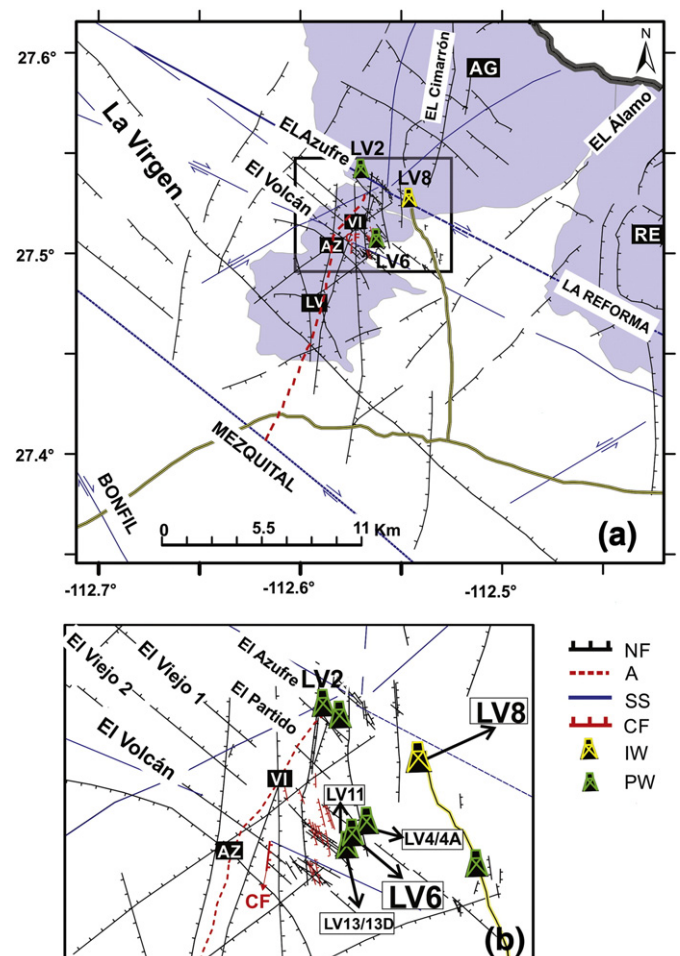 27.6°
27.5°
27.4°
N
AG
EL Cimarrón
EL Álamo
La Virgen
ELAzufre
LV2
El Volcán
LV8
VI
CF
AZ
RE
LV6
LV
LA REFORMA
MEZQUITAL
BONFIL
0 5.5 11 Km
(a)
-112.7° -112.6° -112.5°
El Viejo 2
El Viejo 1
El Azufre
LV2
El Partido
El Volcán
LV8
VI
LV11
AZ
LV4/4A
LV6
CF
LV13/13D
(b)
NF
A
SS
CF
IW
PW